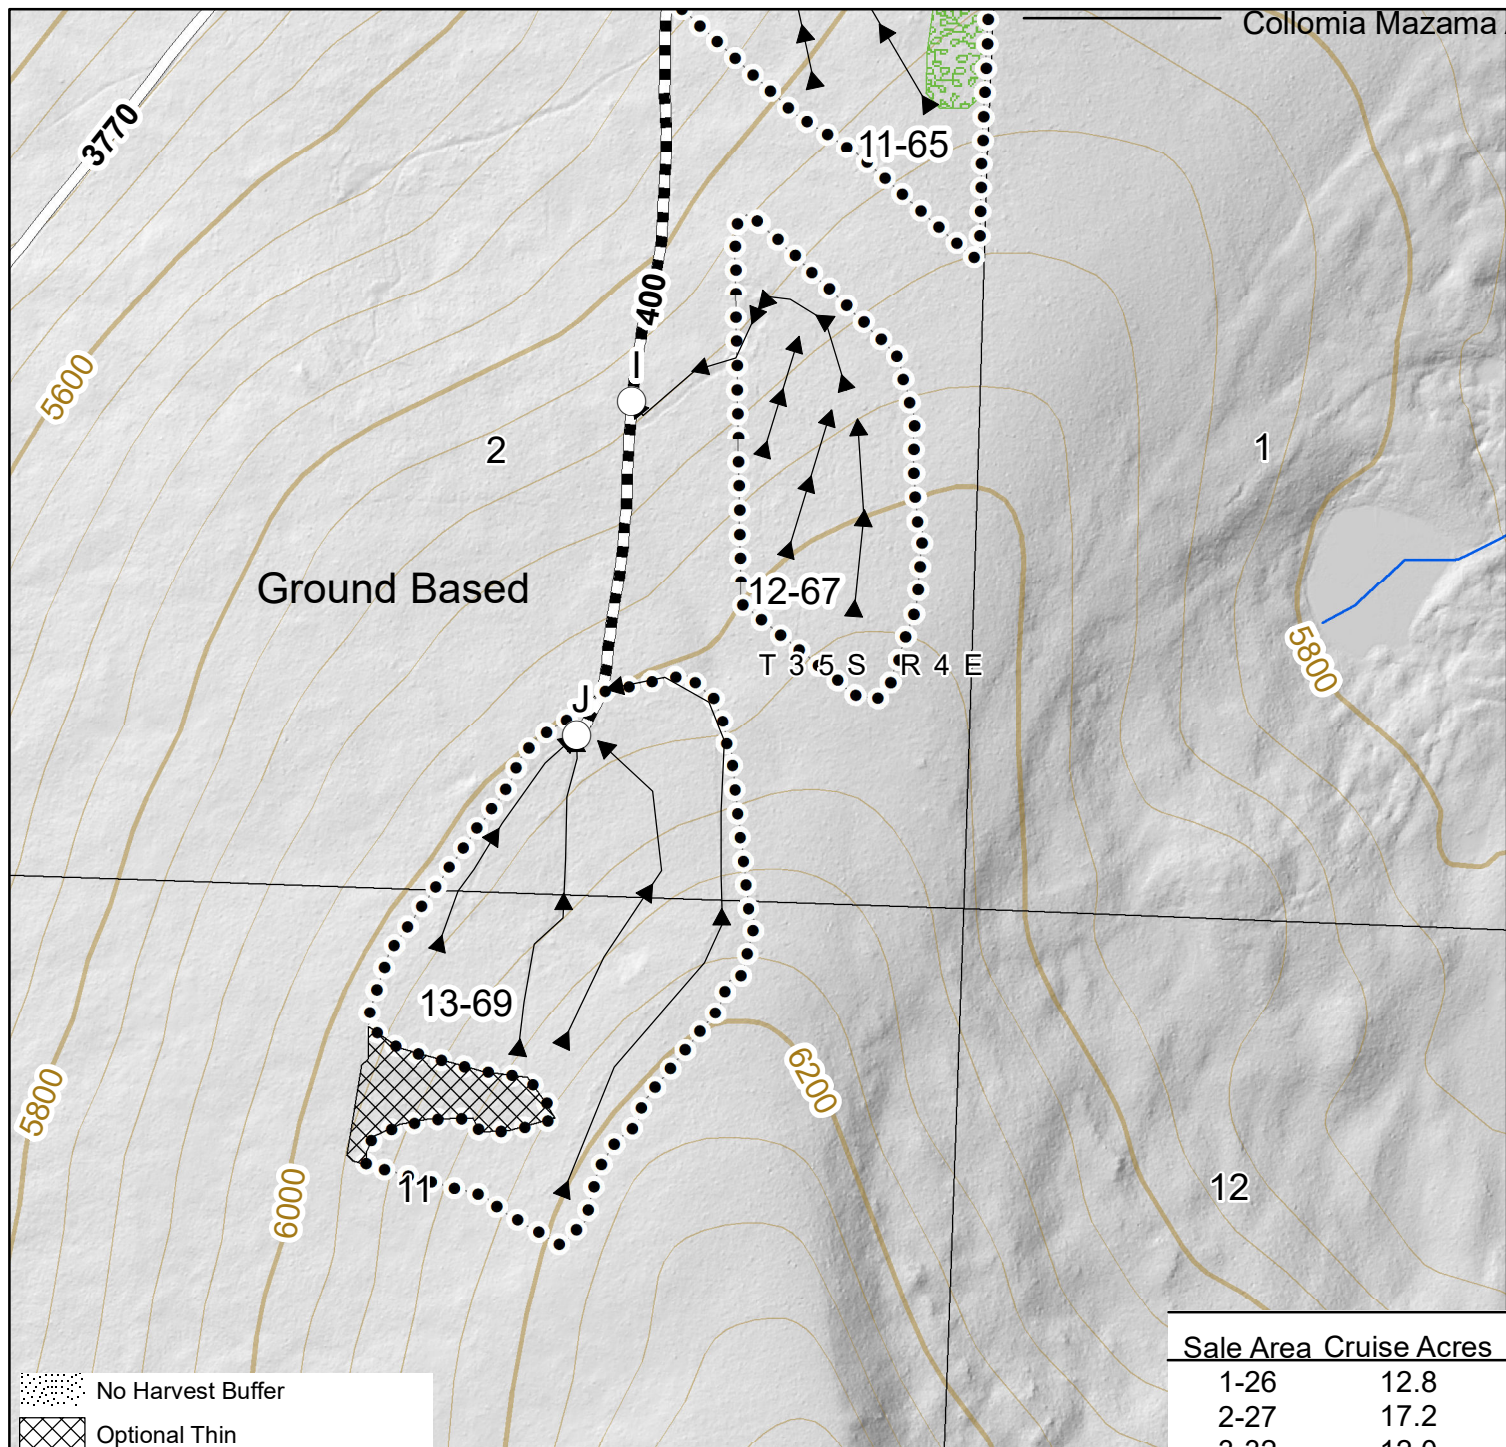 Collomia Mazama
3770
11-65
400
I
5600
2
1
Ground Based
12-67
T 3 5 S R 4 E
5800
J
13-69
6200
5800
6000
11
12
Sale Area Cruise Acres
1-26 12.8
2-27 17.2
No Harvest Buffer
Optional Thin